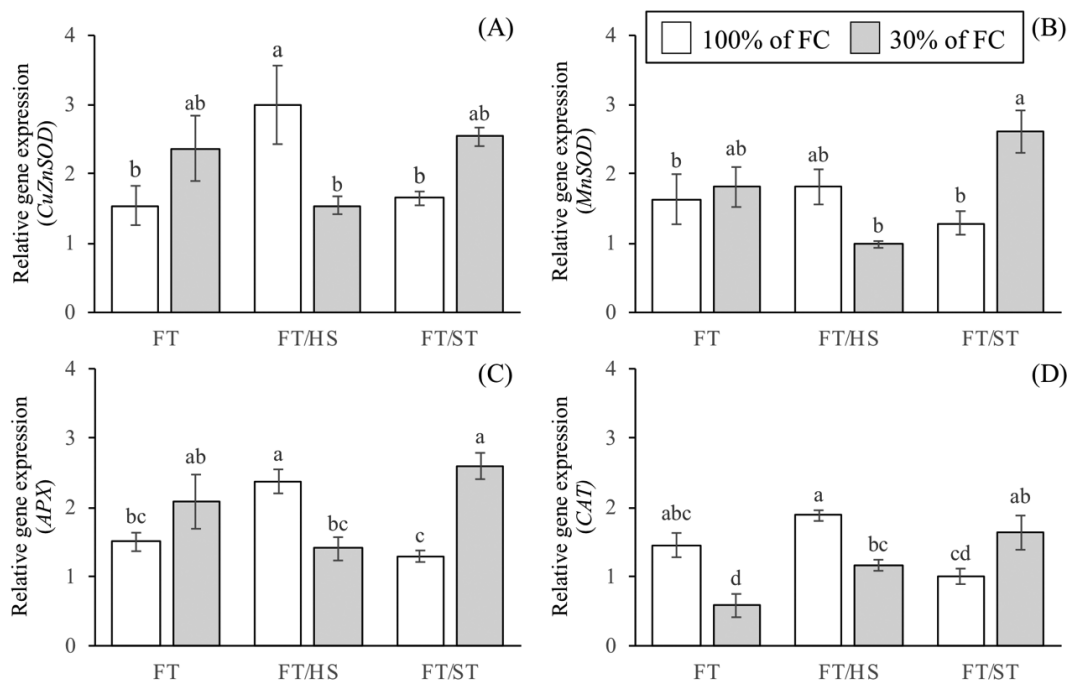 (A)
Relative gene expression
(CuZnSOD)
4
3
2
1
0
b
ab
a
b
b
ab
FT
FT/HS
FT/ST
(B)
100% of FC
30% of FC
Relative gene expression
(MnSOD)
4
3
2
1
0
b
ab
ab
b
b
a
FT
FT/HS
FT/ST
(C)
Relative gene expression
(APX)
4
3
2
1
0
bc
ab
a
bc
c
a
FT
FT/HS
FT/ST
(D)
Relative gene expression
(CAT)
4
3
2
1
0
abc
d
a
bc
cd
ab
FT
FT/HS
FT/ST